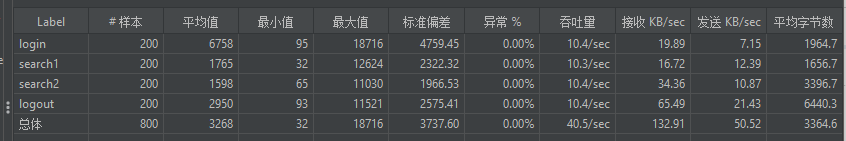 Label # 样本 平均值 最小值 最大值 标准偏差 异常 % 吞吐量 接收 KB/sec 发送 KB/sec 平均字节数
login 200 6758 95 18716 4759.45 0.00% 10.4/sec 19.89 7.15 1964.7
search1 200 1765 32 12624 2322.32 0.00% 10.3/sec 16.72 12.39 1656.7
search2 200 1598 65 11030 1966.53 0.00% 10.4/sec 34.36 10.87 3396.7
logout 200 2950 93 11521 2575.41 0.00% 10.4/sec 65.49 21.43 6440.3
总体 800 3268 32 18716 3737.60 0.00% 40.5/sec 132.91 50.52 3364.6